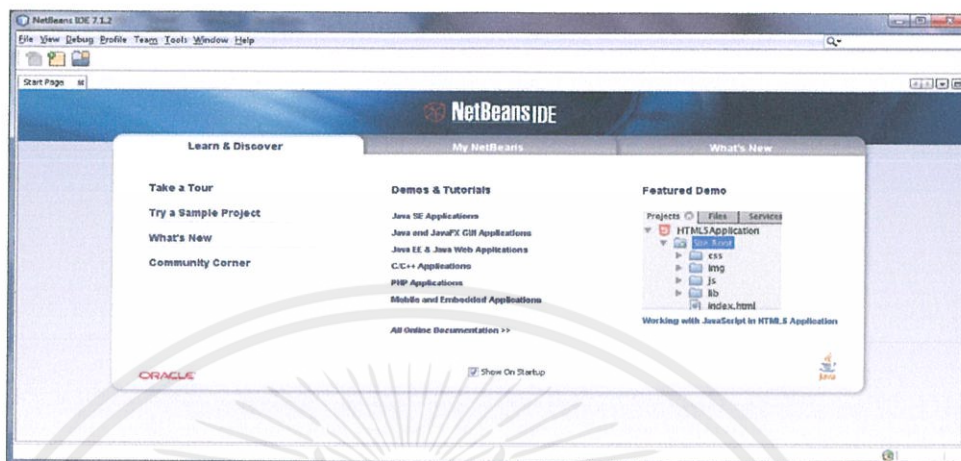 NetBeans IDE 7.1.2
File View Debug Profile Team Tools Window Help
Start Page
NetBeans IDE
Learn & Discover
My NetBeans
What's New
Take a Tour
Try a Sample Project
What's New
Community Corner
Demos & Tutorials
Java SE Applications
Java and JavaFX GUI Applications
Java EE & Java Web Applications
C/C++ Applications
PHP Applications
Mobile and Embedded Applications
All Online Documentation >>
Featured Demo
Projects Files Services
HTML5Application
Site Root
css
img
js
lib
index.html
Working with JavaScript in HTML5 Application
ORACLE
Show On Startup
Java